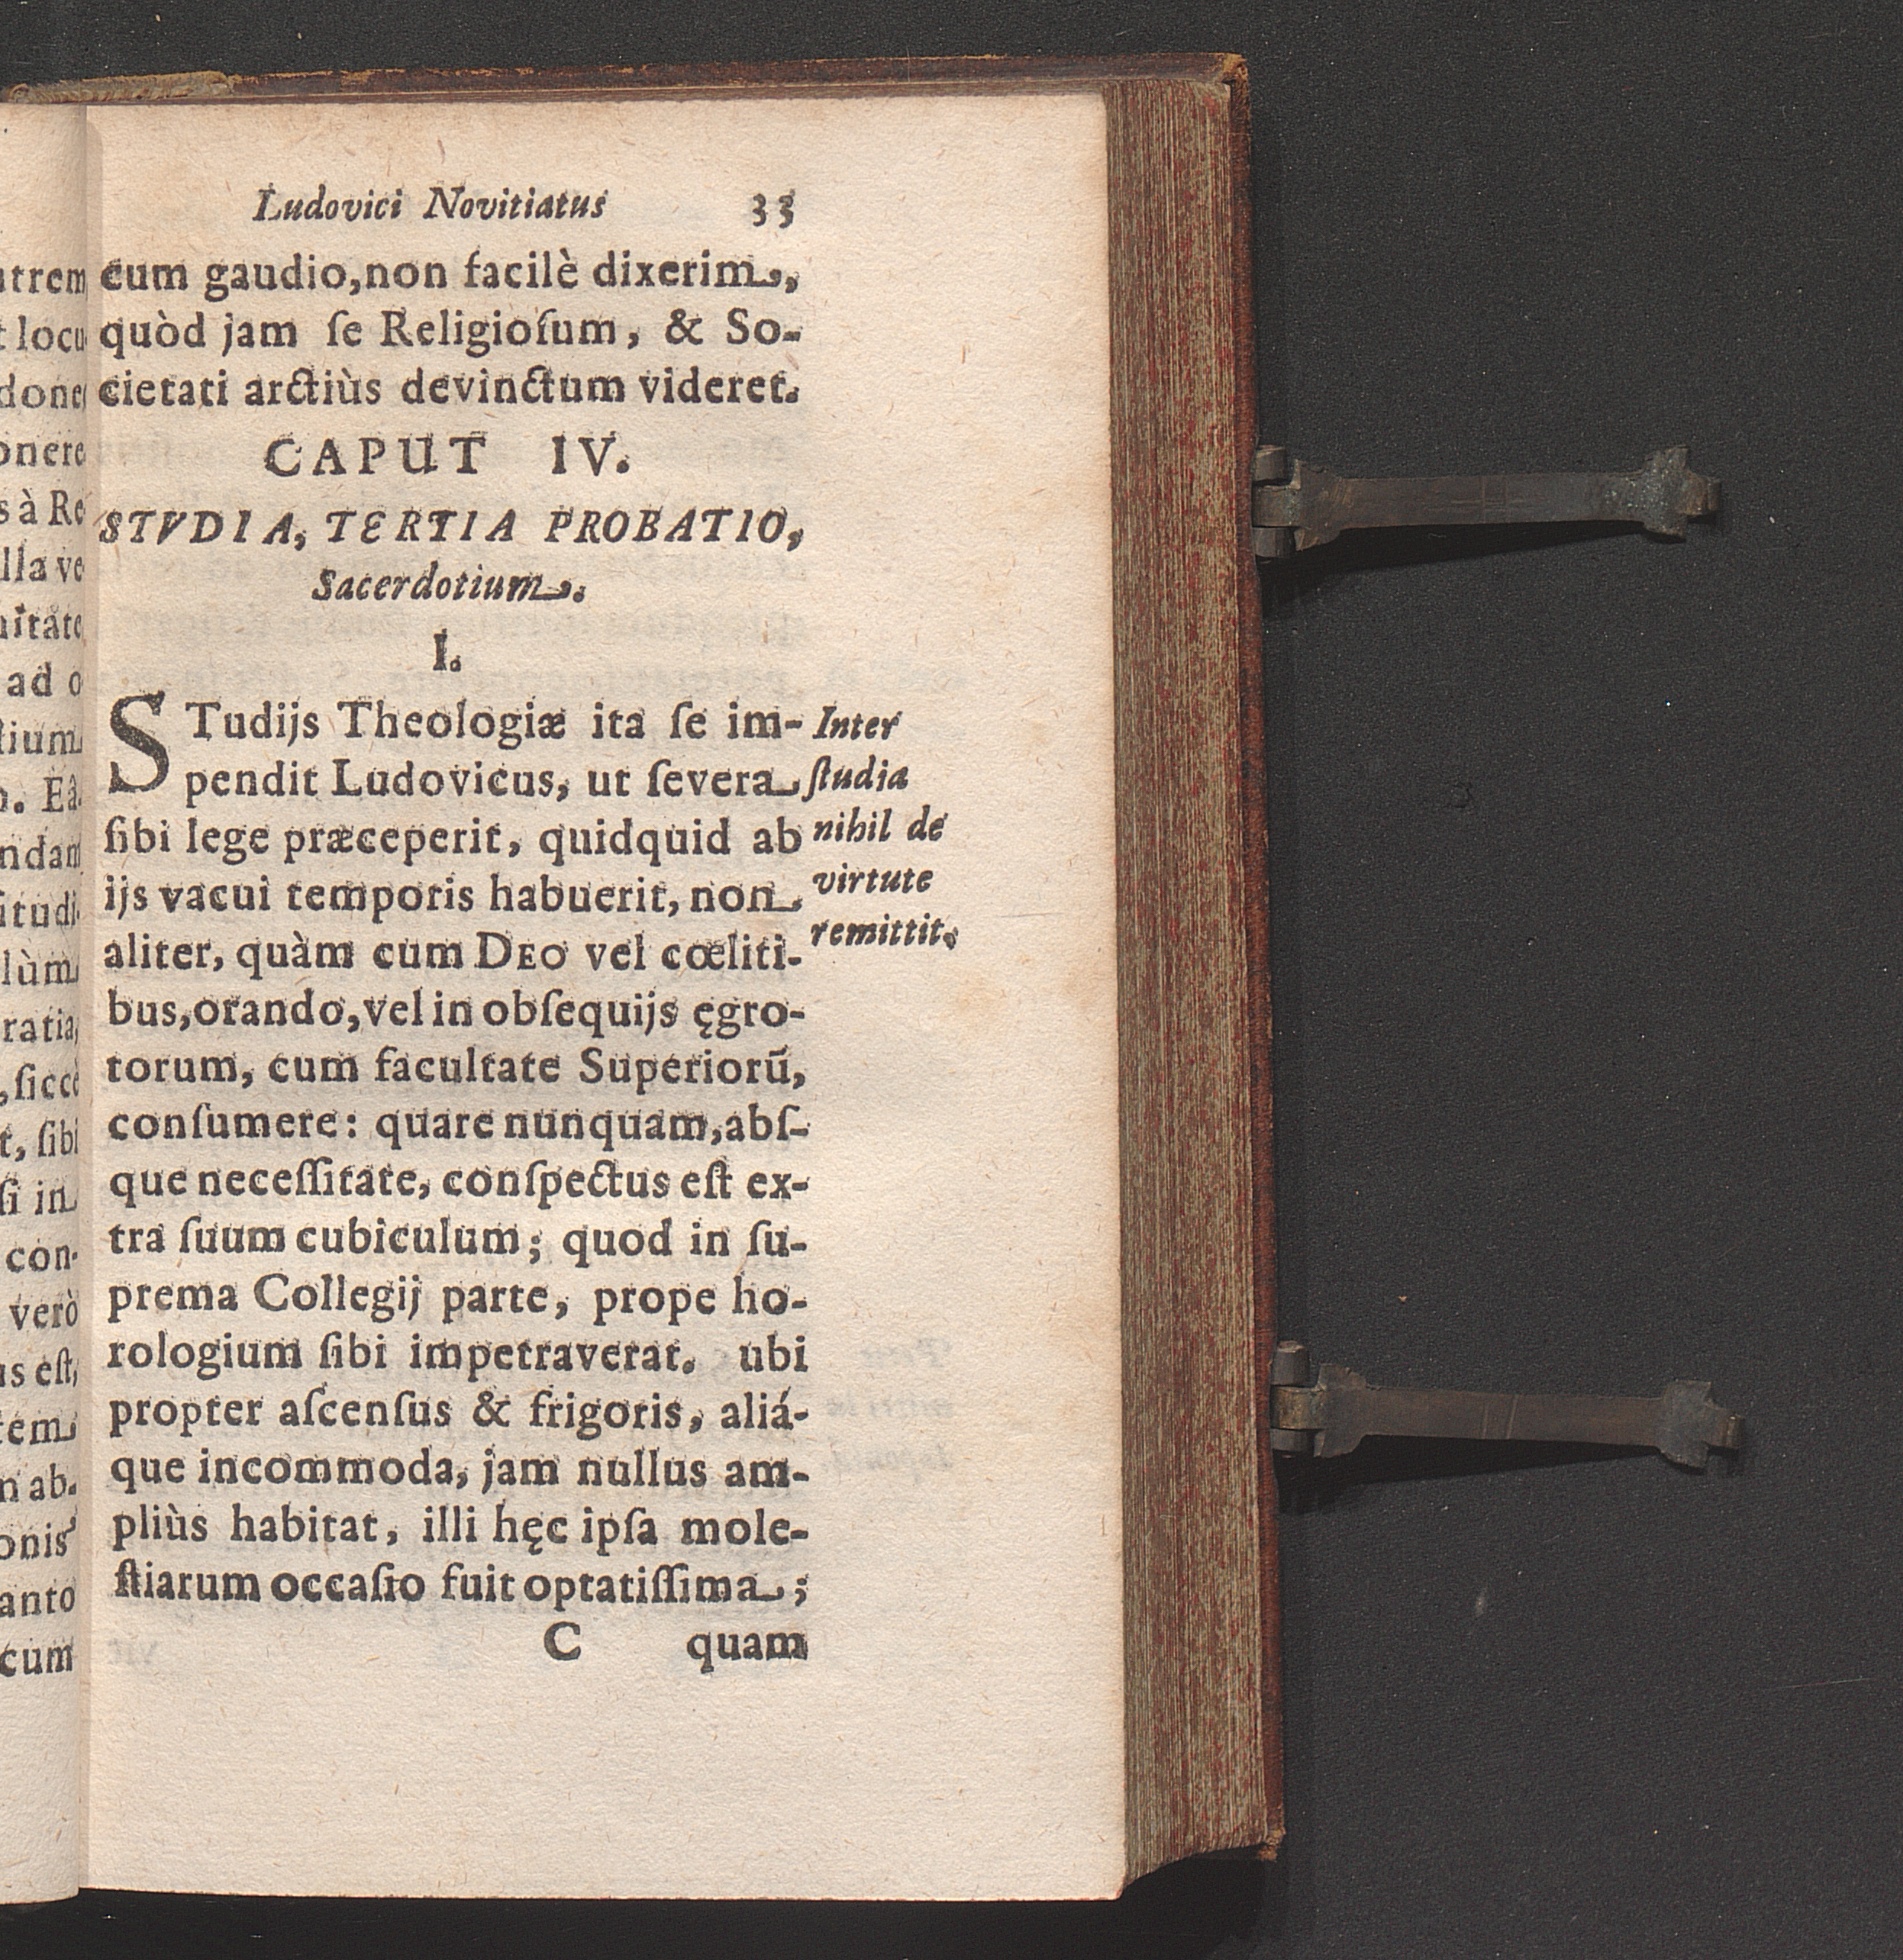 Ludovici Novitiatus 33
cum gaudio, non facilè dixerim,
quòd jam ſe Religioſum, & So-
cietati arctiùs devinctum videret.
CAPUT IV.
STVDIA, TERTIA PROBATIO,
Sacerdotium.
I.
STudijs Theologiæ ita ſe im-
pendit Ludovicus, ut ſevera
ſibi lege præceperit, quidquid ab
ijs vacui temporis habuerit, non
aliter, quàm cum DEO vel cœliti-
bus, orando, vel in obſequijs ęgro-
torum, cum facultate Superiorū,
conſumere: quare nunquam, abſ-
que neceſſitate, conſpectus eſt ex-
tra ſuum cubiculum; quod in ſu-
prema Collegij parte, prope ho-
rologium ſibi impetraverat. ubi
propter aſcenſus & frigoris, aliá-
que incommoda, jam nullus am-
pliùs habitat, illi hęc ipſa mole-
ſtiarum occaſio fuit optatiſſima;
C quam
Inter
ſtudia
nihil de
virtute
remittit.